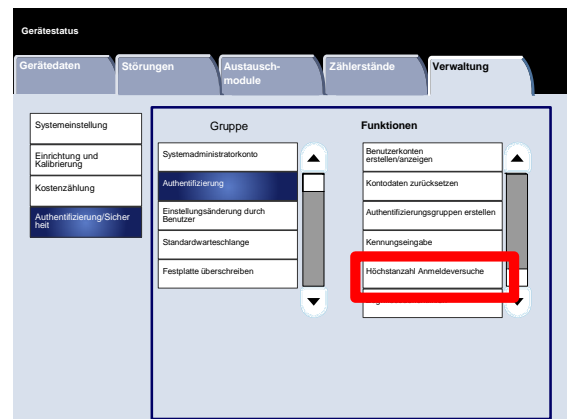 Gerätestatus
Gerätedaten
Störungen
Austausch-
module
Zählerstände
Verwaltung
Systemeinstellung
Einrichtung und
Kalibrierung
Kostenzählung
Authentifizierung/Sicher
heit
Gruppe
Systemadministratorkonto
Authentifizierung
Einstellungsänderung durch
Benutzer
Standardwarteschlange
Festplatte überschreiben
Funktionen
Benutzerkonten
erstellen/anzeigen
Kontodaten zurücksetzen
Authentifizierungsgruppen erstellen
Kennungseingabe
Höchstanzahl Anmeldeversuche